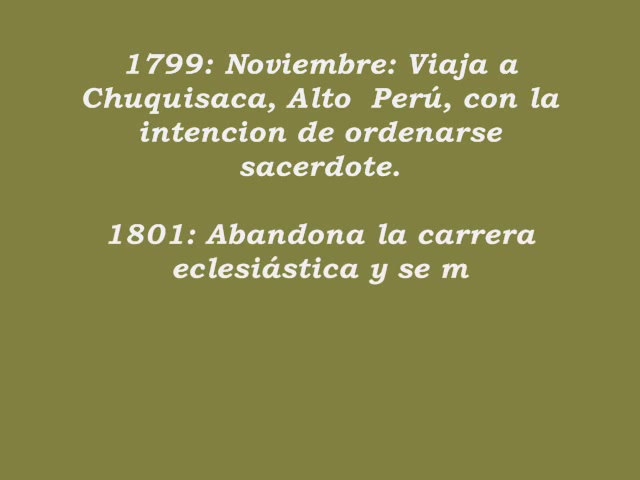 1799: Noviembre: Viaja a
Chuquisaca, Alto  Perú, con la
intencion de ordenarse
sacerdote.
1801: Abandona la carrera
eclesiástica y se m